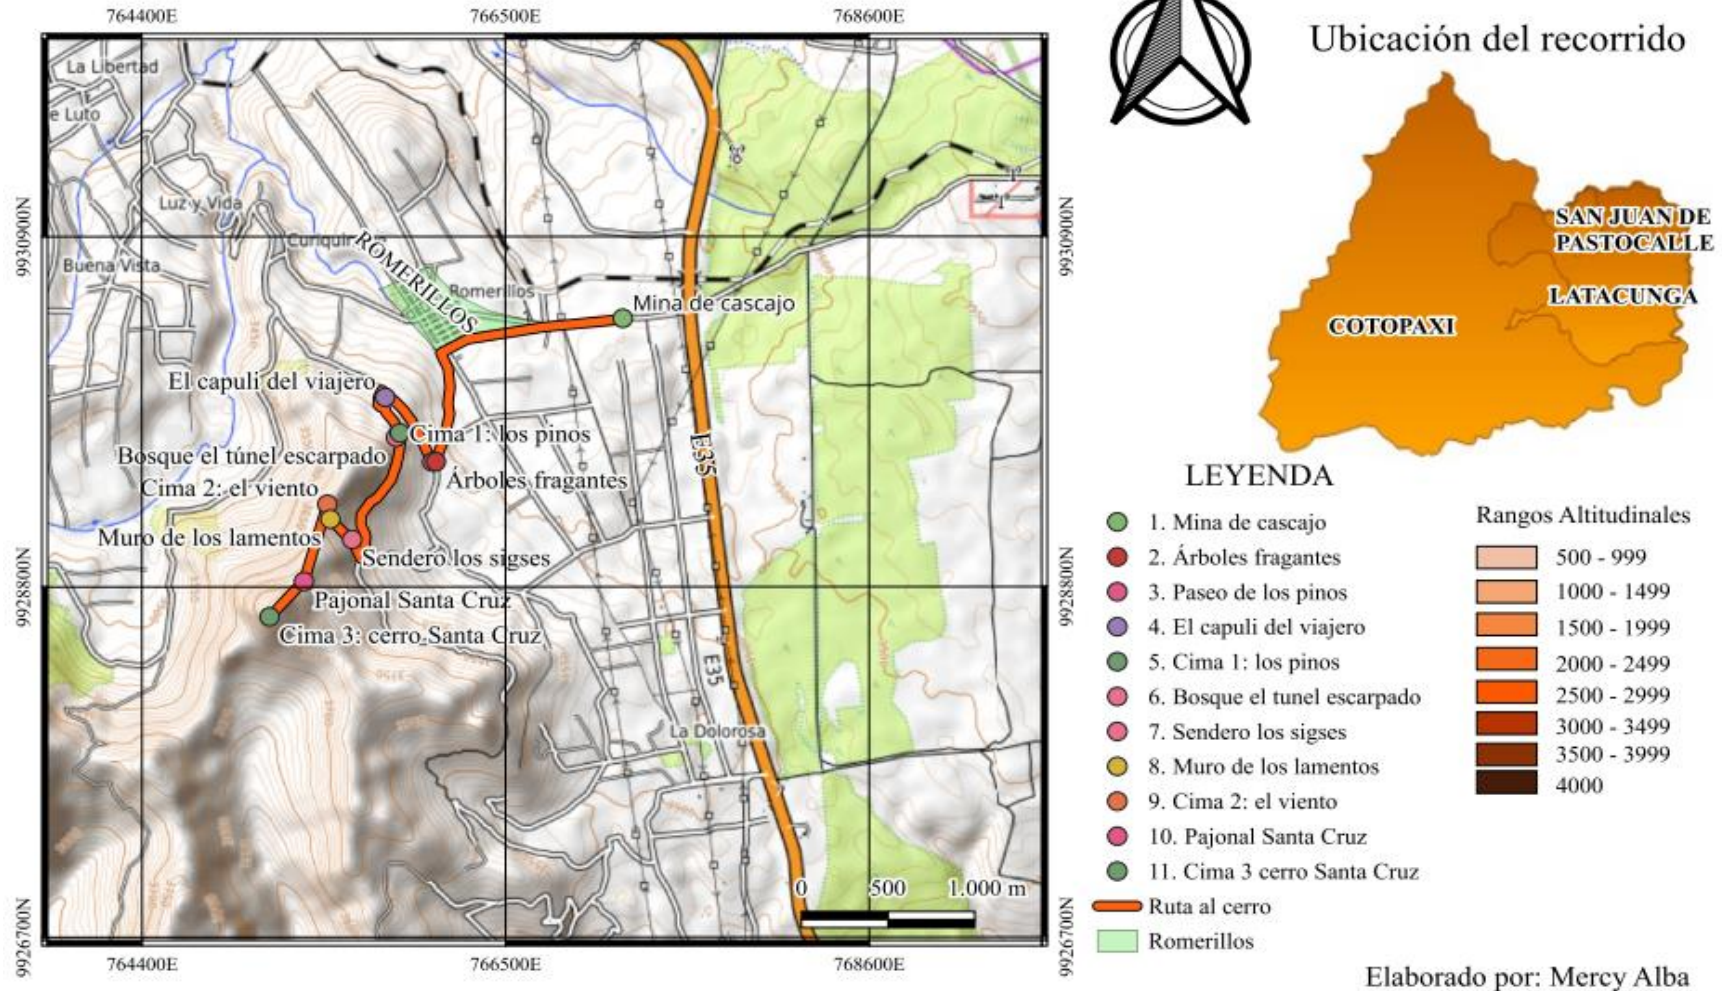 764400E
766500E
768600E
Ubicación del recorrido
La Libertad
e Luto
Luz y Vida
Buena Vista
ROMERILLOS
Romerillos
Mina de cascajo
El capuli del viajero
Cima 1: los pinos
Bosque el túnel escarpado
Árboles fragantes
Cima 2: el viento
Muro de los lamentos
Sendero los sigses
Pajonal Santa Cruz
Cima 3: cerro Santa Cruz
E35
E35
La Dolorosa
0 500 1.000 m
9930900N
9928800N
9926700N
9930900N
9928800N
9926700N
764400E
766500E
768600E
SAN JUAN DE
PASTOCALLE
LATACUNGA
COTOPAXI
LEYENDA
1. Mina de cascajo
2. Árboles fragantes
3. Paseo de los pinos
4. El capuli del viajero
5. Cima 1: los pinos
6. Bosque el tunel escarpado
7. Sendero los sigses
8. Muro de los lamentos
9. Cima 2: el viento
10. Pajonal Santa Cruz
11. Cima 3 cerro Santa Cruz
Ruta al cerro
Romerillos
Rangos Altitudinales
500 - 999
1000 - 1499
1500 - 1999
2000 - 2499
2500 - 2999
3000 - 3499
3500 - 3999
4000
Elaborado por: Mercy Alba